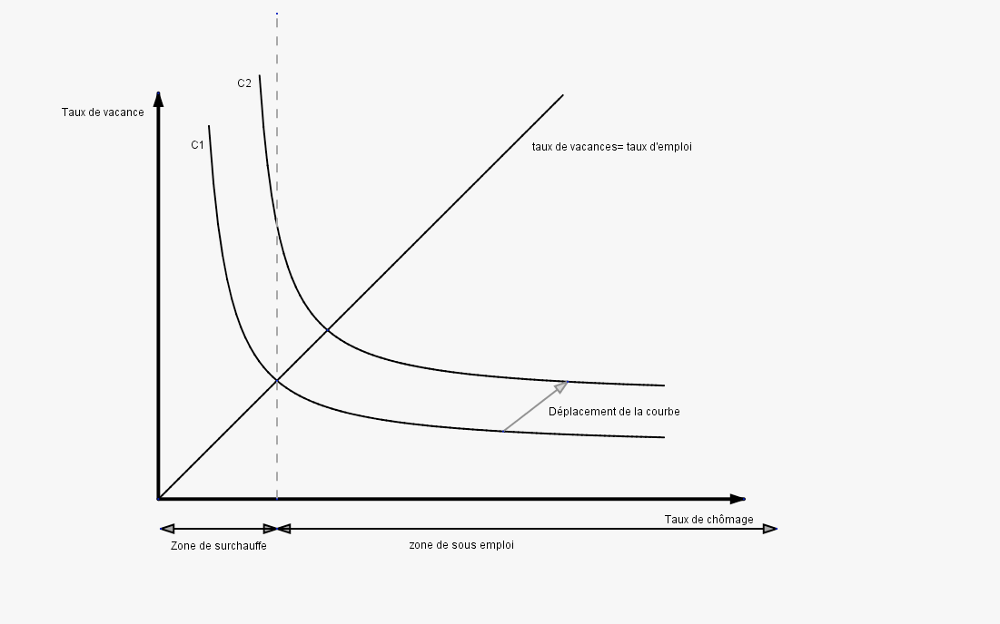 C2
Taux de vacance
C1
taux de vacances= taux d'emploi
Déplacement de la courbe
Taux de chômage
Zone de surchauffe
zone de sous emploi